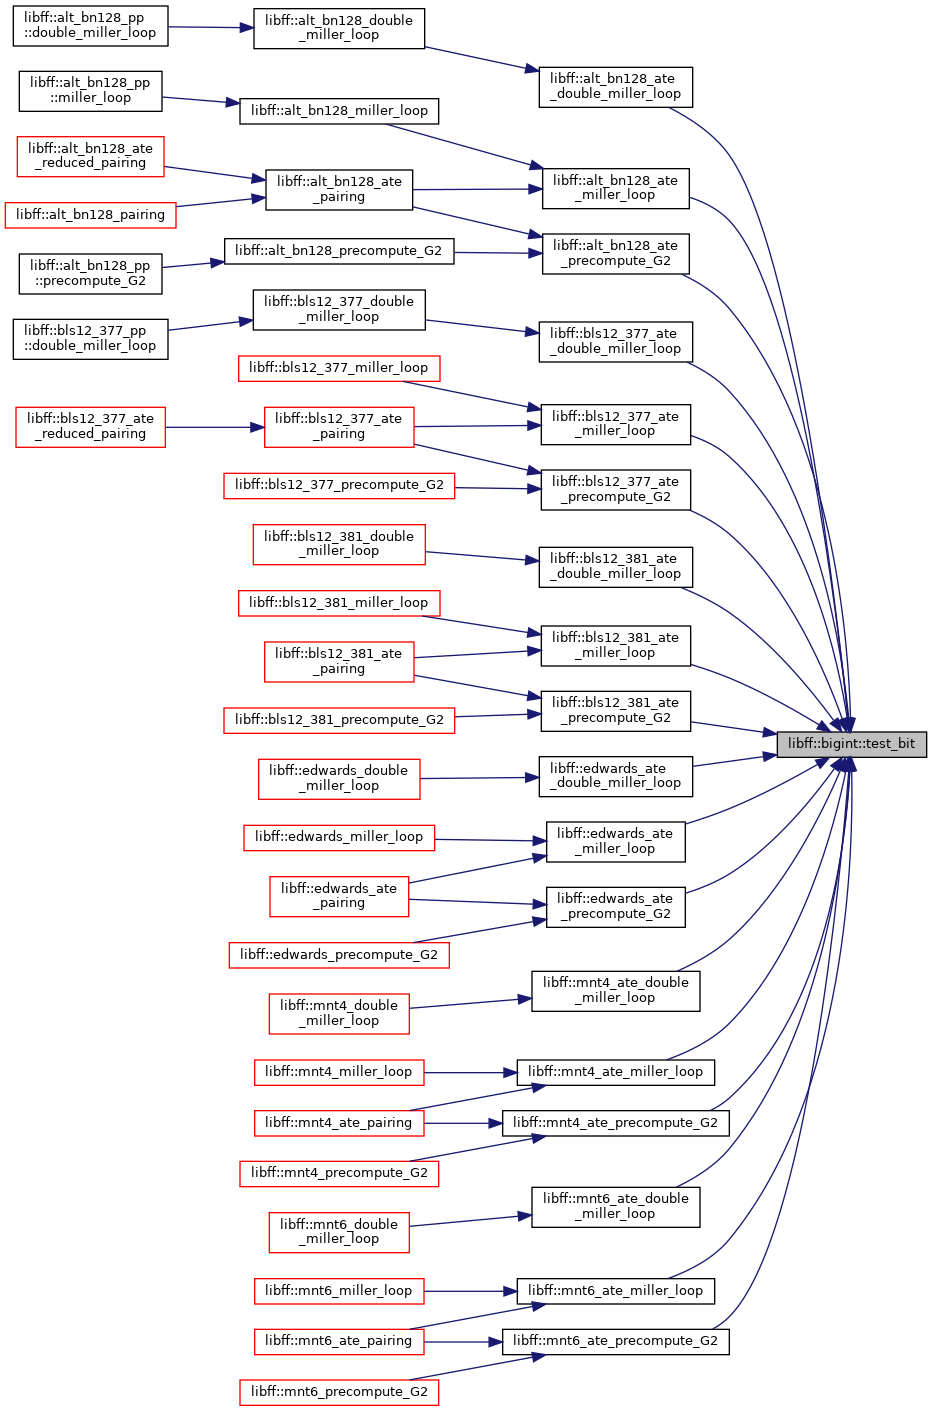 libff::alt_bn128_pp
::double_miller_loop
libff::alt_bn128_double
_miller_loop
libff::alt_bn128_ate
_double_miller_loop
libff::alt_bn128_pp
::miller_loop
libff::alt_bn128_miller_loop
libff::alt_bn128_ate
_reduced_pairing
libff::alt_bn128_ate
_pairing
libff::alt_bn128_ate
_miller_loop
libff::alt_bn128_pairing
libff::alt_bn128_precompute_G2
libff::alt_bn128_ate
_precompute_G2
libff::alt_bn128_pp
::precompute_G2
libff::bls12_377_double
_miller_loop
libff::bls12_377_pp
::double_miller_loop
libff::bls12_377_ate
_double_miller_loop
libff::bls12_377_miller_loop
libff::bls12_377_ate
_reduced_pairing
libff::bls12_377_ate
_pairing
libff::bls12_377_ate
_miller_loop
libff::bls12_377_precompute_G2
libff::bls12_377_ate
_precompute_G2
libff::bls12_381_double
_miller_loop
libff::bls12_381_ate
_double_miller_loop
libff::bls12_381_miller_loop
libff::bls12_381_ate
_miller_loop
libff::bls12_381_ate
_pairing
libff::bls12_381_precompute_G2
libff::bls12_381_ate
_precompute_G2
libff::bigint::test_bit
libff::edwards_double
_miller_loop
libff::edwards_ate
_double_miller_loop
libff::edwards_miller_loop
libff::edwards_ate
_miller_loop
libff::edwards_ate
_pairing
libff::edwards_ate
_precompute_G2
libff::edwards_precompute_G2
libff::mnt4_double
_miller_loop
libff::mnt4_ate_double
_miller_loop
libff::mnt4_miller_loop
libff::mnt4_ate_miller_loop
libff::mnt4_ate_pairing
libff::mnt4_ate_precompute_G2
libff::mnt4_precompute_G2
libff::mnt6_ate_double
_miller_loop
libff::mnt6_double
_miller_loop
libff::mnt6_miller_loop
libff::mnt6_ate_miller_loop
libff::mnt6_ate_pairing
libff::mnt6_ate_precompute_G2
libff::mnt6_precompute_G2